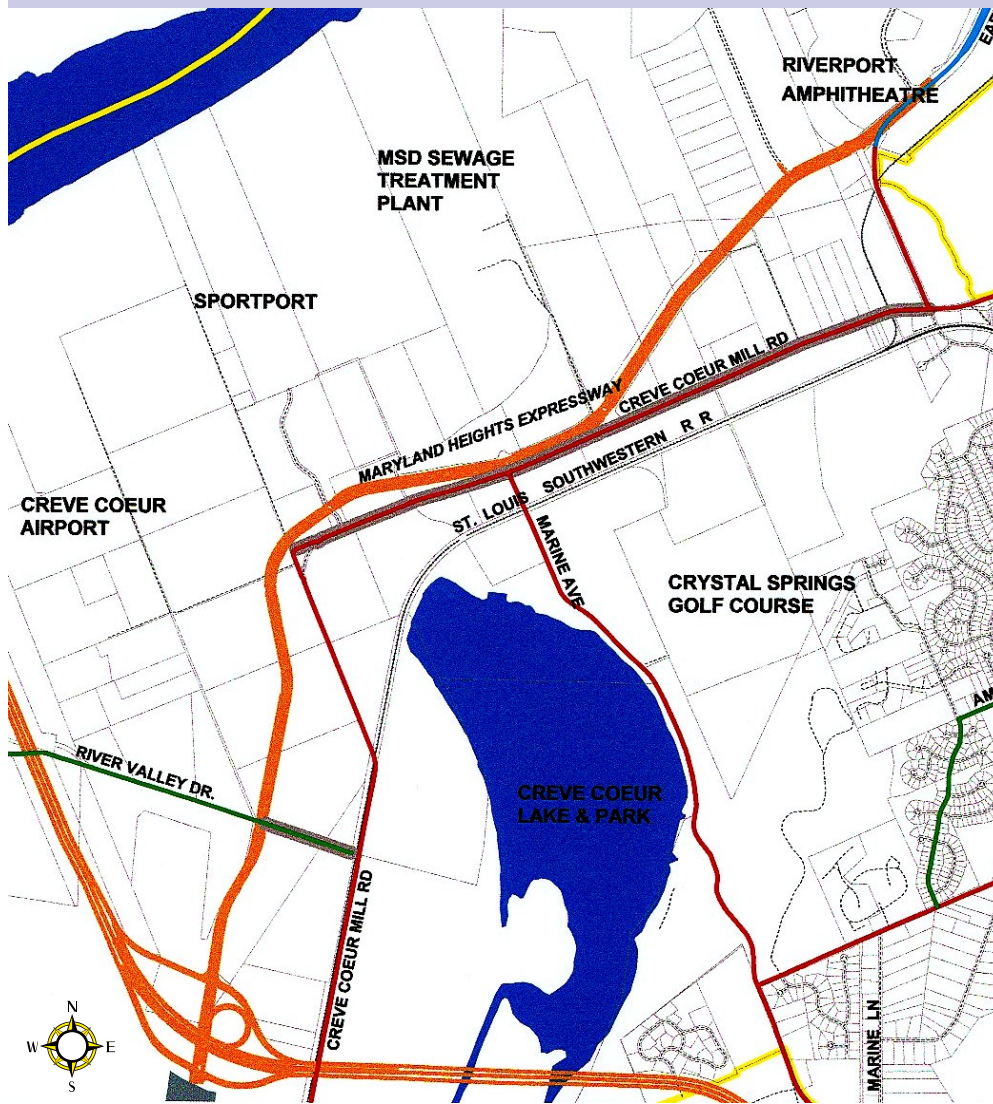 EA
RIVERPORT
AMPHITHEATRE
MSD SEWAGE
TREATMENT
PLANT
SPORTPORT
MARYLAND HEIGHTS EXPRESSWAY
CREVE COEUR MILL RD
ST. LOUIS SOUTHWESTERN R R
CREVE COEUR
AIRPORT
MARINE AVE
CRYSTAL SPRINGS
GOLF COURSE
AM
RIVER VALLEY DR.
CREVE COEUR
LAKE & PARK
CREVE COEUR MILL RD
MARINE LN
N
W E
S